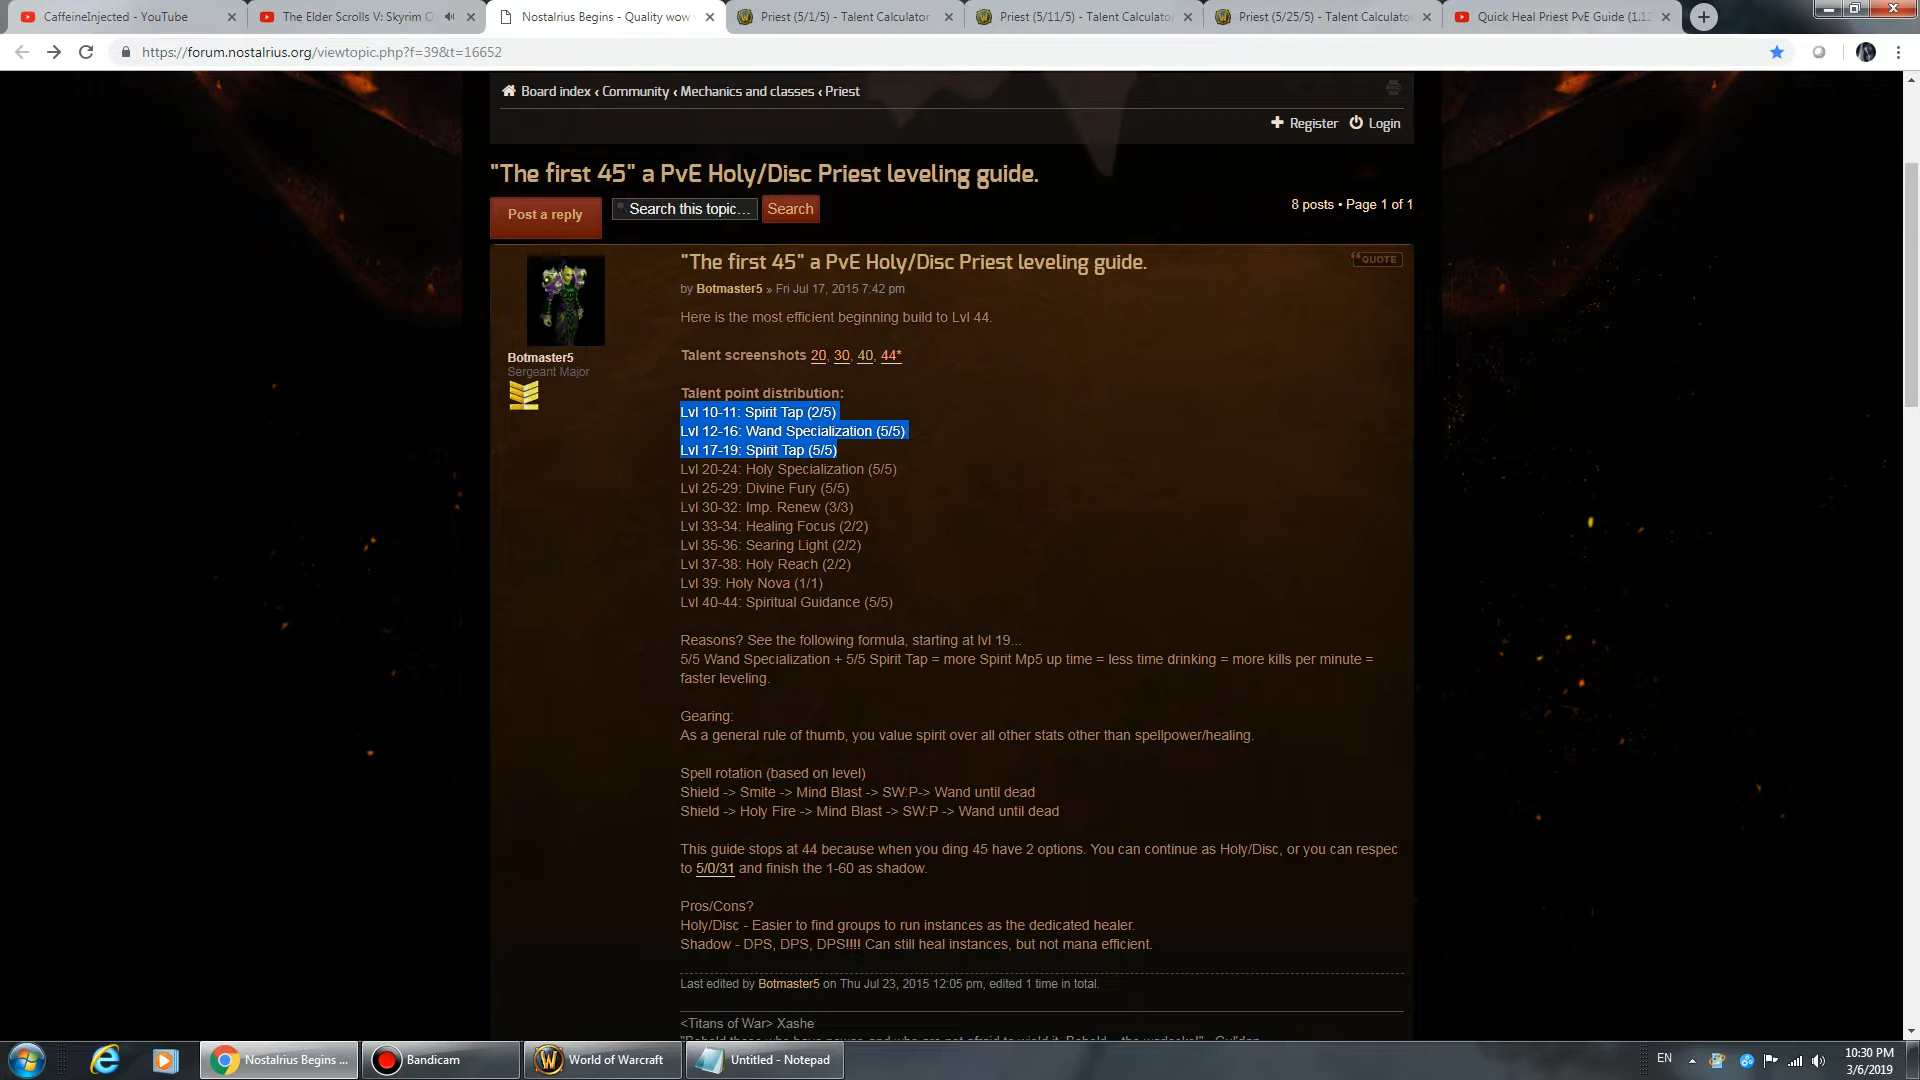 CaffeineInjected - YouTube
The Elder Scrolls V: Skyrim O
Nostalrius Begins - Quality wow
Priest (5/1/5) - Talent Calculator
Priest (5/11/5) - Talent Calculator
Priest (5/25/5) - Talent Calculator
Quick Heal Priest PvE Guide (1.12
https://forum.nostalrius.org/viewtopic.php?f=39&t=16652
Board index ‹ Community ‹ Mechanics and classes ‹ Priest
Register Login
"The first 45" a PvE Holy/Disc Priest leveling guide.
Post a reply
Search this topic…
Search
8 posts • Page 1 of 1
"The first 45" a PvE Holy/Disc Priest leveling guide.
QUOTE
by Botmaster5 » Fri Jul 17, 2015 7:42 pm
Botmaster5
Sergeant Major
Here is the most efficient beginning build to Lvl 44.
Talent screenshots 20, 30, 40, 44*
Talent point distribution:
Lvl 10-11: Spirit Tap (2/5)
Lvl 12-16: Wand Specialization (5/5)
Lvl 17-19: Spirit Tap (5/5)
Lvl 20-24: Holy Specialization (5/5)
Lvl 25-29: Divine Fury (5/5)
Lvl 30-32: Imp. Renew (3/3)
Lvl 33-34: Healing Focus (2/2)
Lvl 35-36: Searing Light (2/2)
Lvl 37-38: Holy Reach (2/2)
Lvl 39: Holy Nova (1/1)
Lvl 40-44: Spiritual Guidance (5/5)
Reasons? See the following formula, starting at lvl 19...
5/5 Wand Specialization + 5/5 Spirit Tap = more Spirit Mp5 up time = less time drinking = more kills per minute =
faster leveling.
Gearing:
As a general rule of thumb, you value spirit over all other stats other than spellpower/healing.
Spell rotation (based on level)
Shield -> Smite -> Mind Blast -> SW:P-> Wand until dead
Shield -> Holy Fire -> Mind Blast -> SW:P -> Wand until dead
This guide stops at 44 because when you ding 45 have 2 options. You can continue as Holy/Disc, or you can respec
to 5/0/31 and finish the 1-60 as shadow.
Pros/Cons?
Holy/Disc - Easier to find groups to run instances as the dedicated healer.
Shadow - DPS, DPS, DPS!!!! Can still heal instances, but not mana efficient.
Last edited by Botmaster5 on Thu Jul 23, 2015 12:05 pm, edited 1 time in total.
<Titans of War> Xashe
Nostalrius Begins ...
Bandicam
World of Warcraft
Untitled - Notepad
EN
10:30 PM
3/6/2019